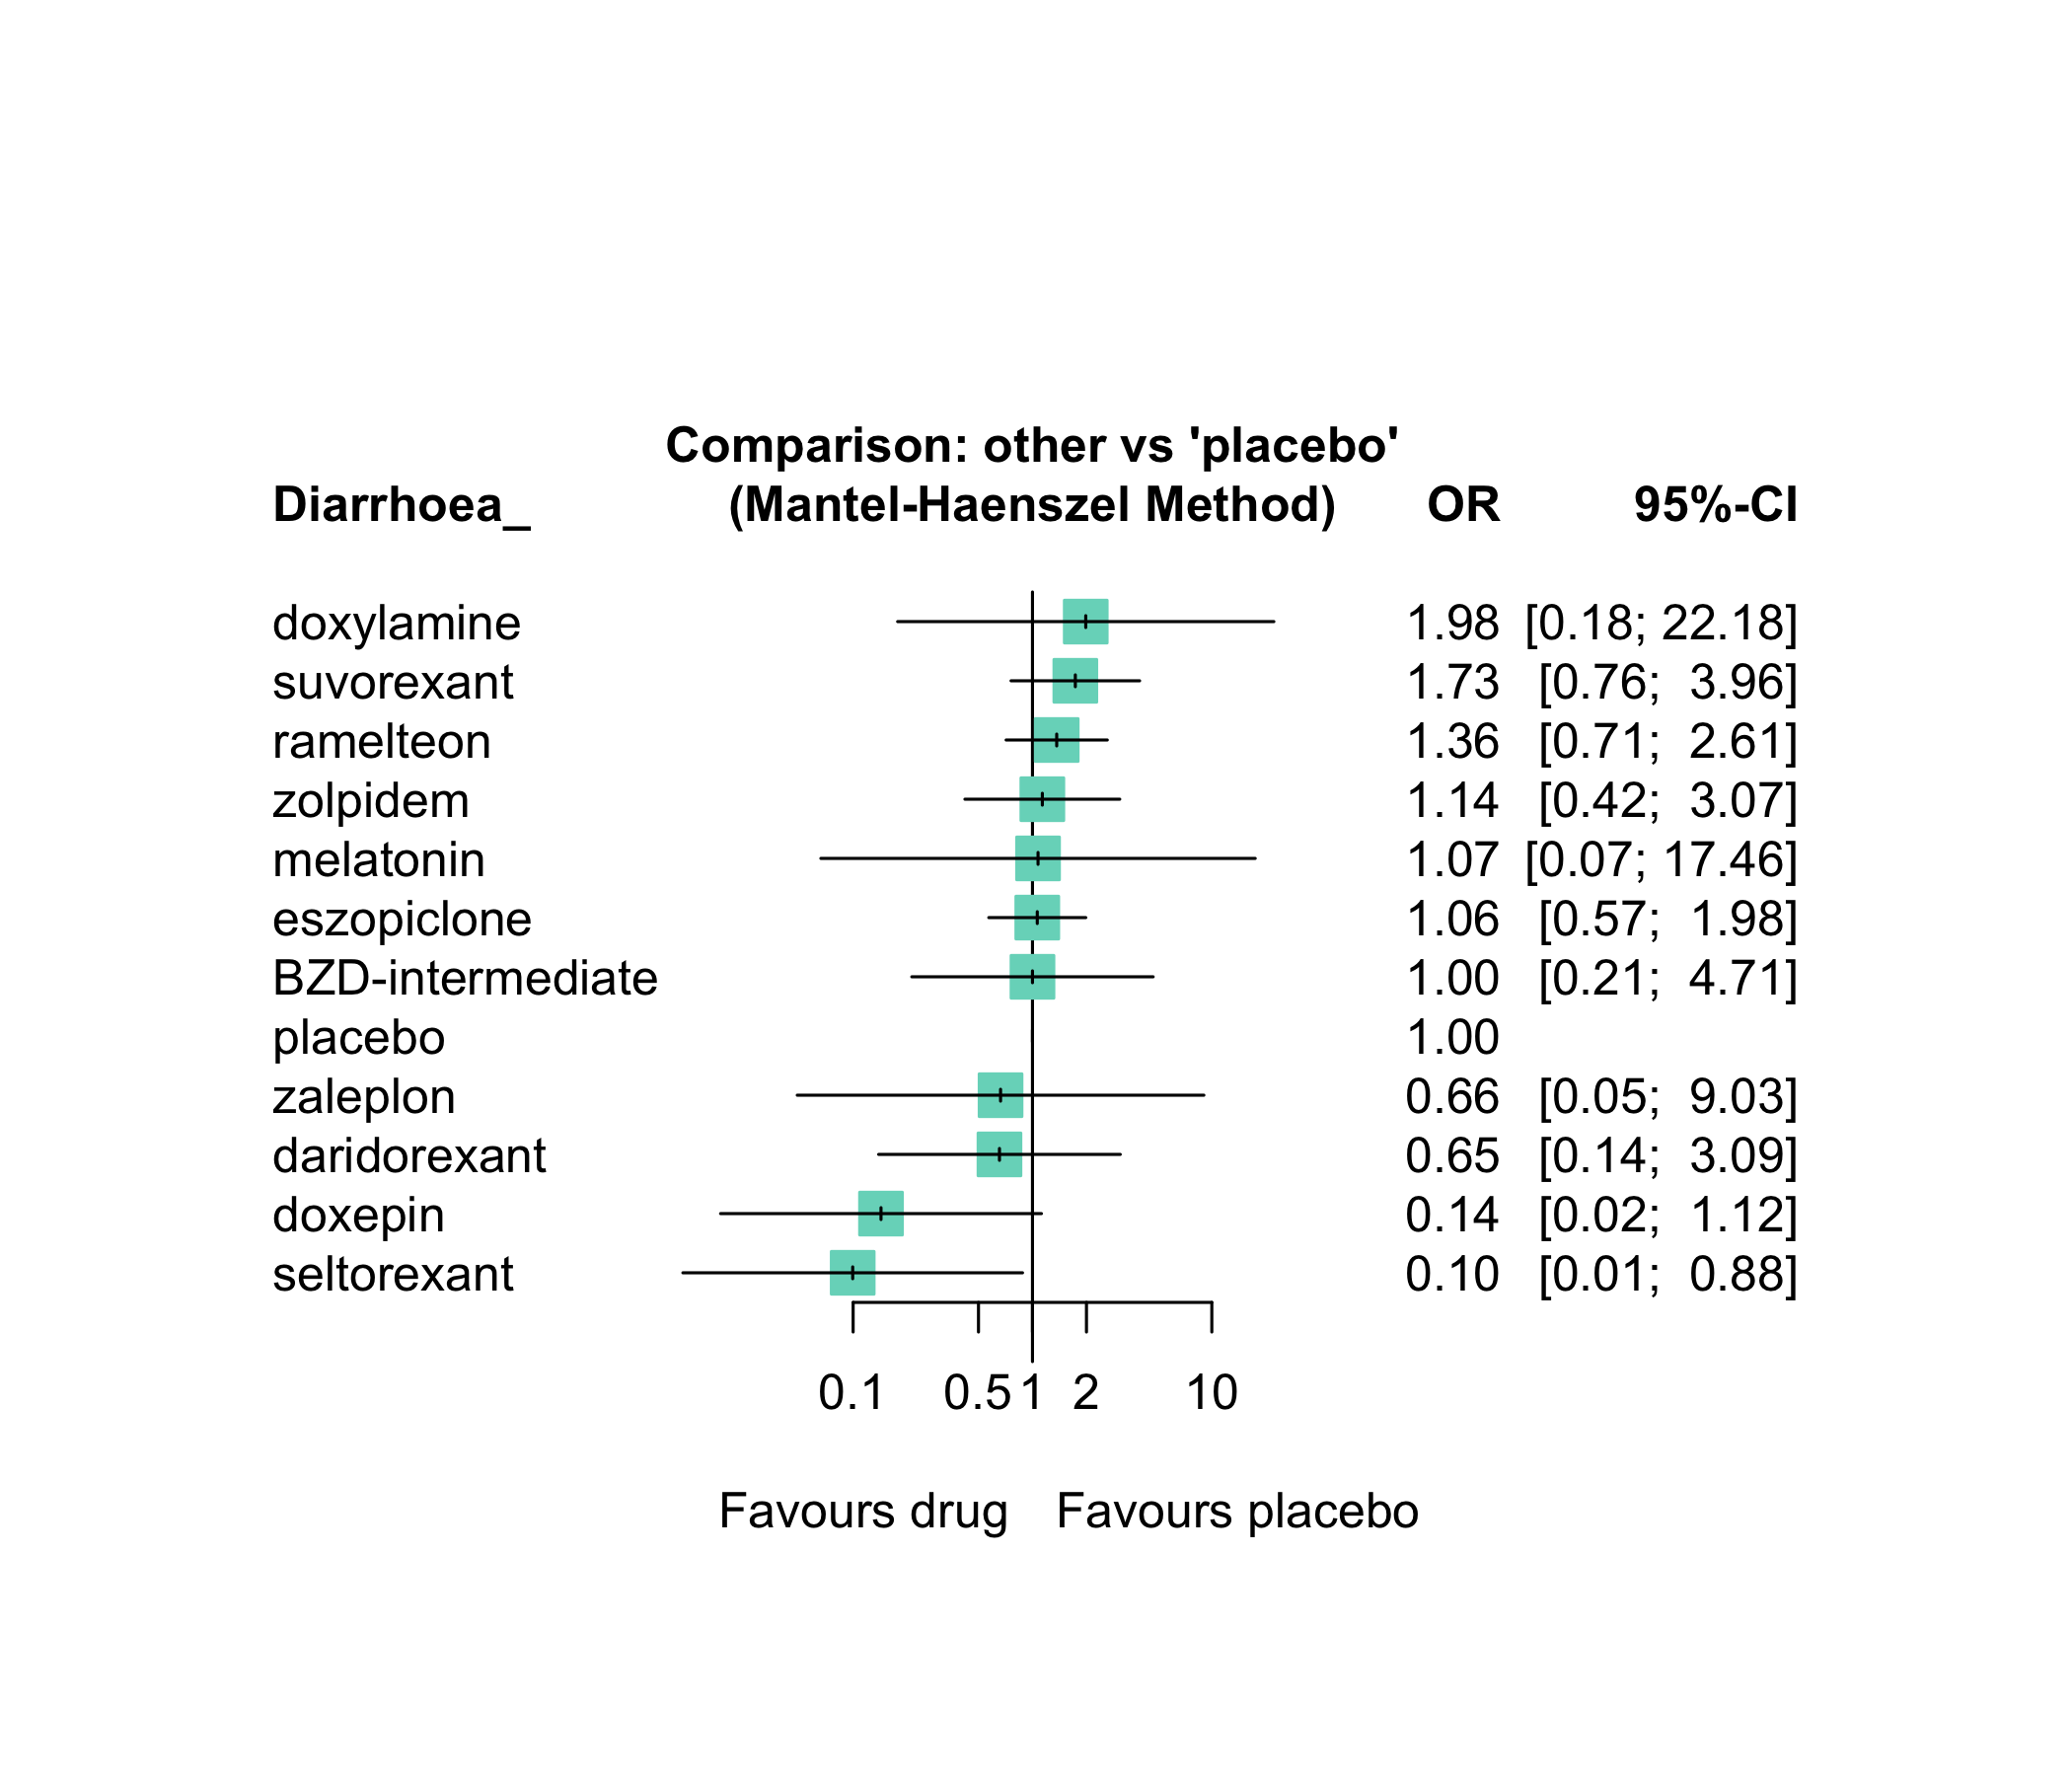 Comparison: other vs 'placebo'
Diarrhoea_ (Mantel-Haenszel Method) OR 95%-CI
doxylamine 1.98 [0.18; 22.18]
suvorexant 1.73 [0.76; 3.96]
ramelteon 1.36 [0.71; 2.61]
zolpidem 1.14 [0.42; 3.07]
melatonin 1.07 [0.07; 17.46]
eszopiclone 1.06 [0.57; 1.98]
BZD-intermediate 1.00 [0.21; 4.71]
placebo 1.00
zaleplon 0.66 [0.05; 9.03]
daridorexant 0.65 [0.14; 3.09]
doxepin 0.14 [0.02; 1.12]
seltorexant 0.10 [0.01; 0.88]
0.1 0.5 1 2 10
Favours drug Favours placebo